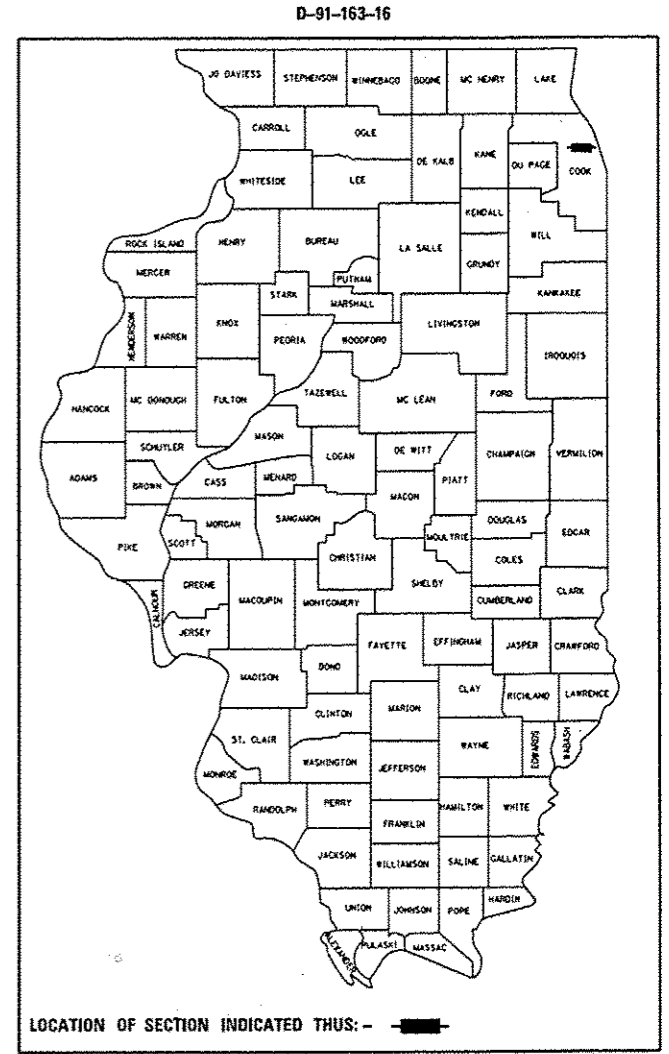 D-91-163-16
JO DAVIESS STEPHENSON WINNEBAGO BOONE MC HENRY LAKE
CARROLL OGLE DE KALB KANE DU PAGE COOK
WHITESIDE LEE
KENDALL WILL
ROCK ISLAND HENRY BUREAU LA SALLE GRUNDY
MERCER PUTNAM KANKAKEE
STARK MARSHALL LIVINGSTON
HENDERSON WARREN KNOX PEORIA WOODFORD IROQUOIS
HANCOCK MC DONOUGH FULTON TAZEWELL MC LEAN FORD
MASON
SCHUYLER LOGAN DE WITT CHAMPAIGN VERMILION
ADAMS BROWN CASS MENARD MACON PIATT
MORGAN SANGAMON DOUGLAS EDGAR
PIKE SCOTT CHRISTIAN MOULTRIE COLES
SHELBY
CALHOUN GREENE MACOUPIN MONTGOMERY CUMBERLAND CLARK
JERSEY
FAYETTE EFFINGHAM JASPER CRAWFORD
MADISON BOND
CLAY RICHLAND LAWRENCE
CLINTON MARION
ST. CLAIR WAYNE EDWARDS WABASH
WASHINGTON JEFFERSON
MONROE
RANDOLPH PERRY HAMILTON WHITE
FRANKLIN
JACKSON WILLIAMSON SALINE GALLATIN
UNION JOHNSON POPE HARDIN
ALEXANDER PULASKI MASSAC
LOCATION OF SECTION INDICATED THUS: -